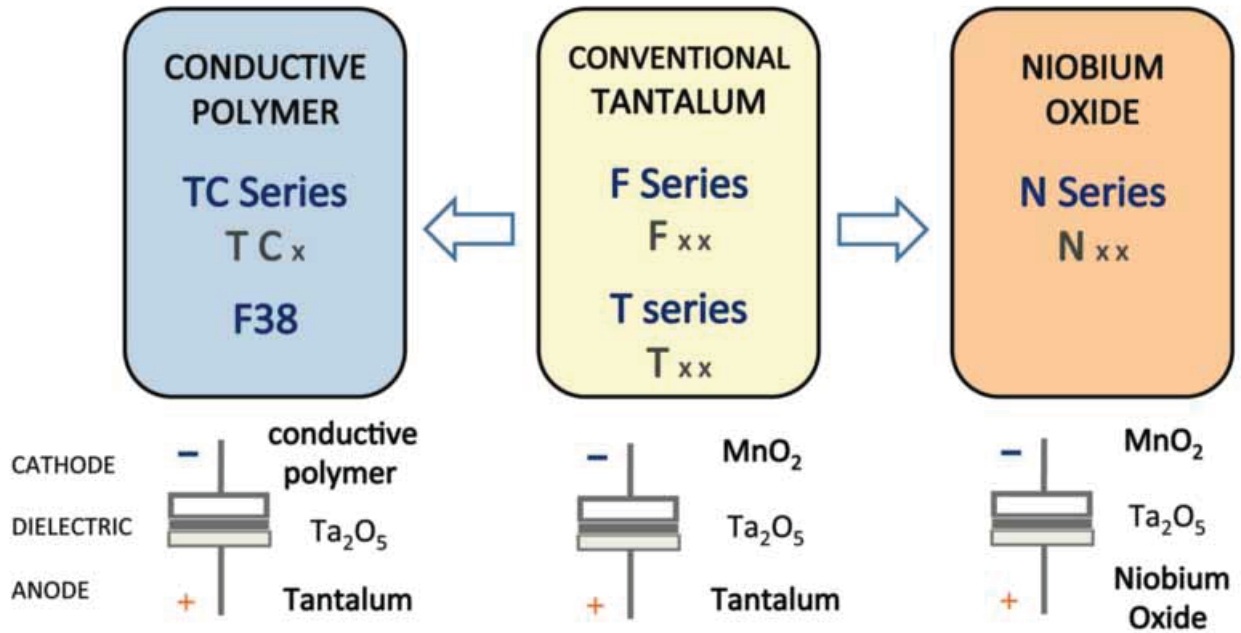 CONDUCTIVE
POLYMER
TC Series
T C x
F38
CONVENTIONAL
TANTALUM
F Series
F x x
T series
T x x
NIOBIUM
OXIDE
N Series
N x x
CATHODE
DIELECTRIC
ANODE
−
conductive
polymer
Ta₂O₅
+
Tantalum
−
MnO₂
Ta₂O₅
+
Tantalum
−
MnO₂
Ta₂O₅
+
Niobium
Oxide